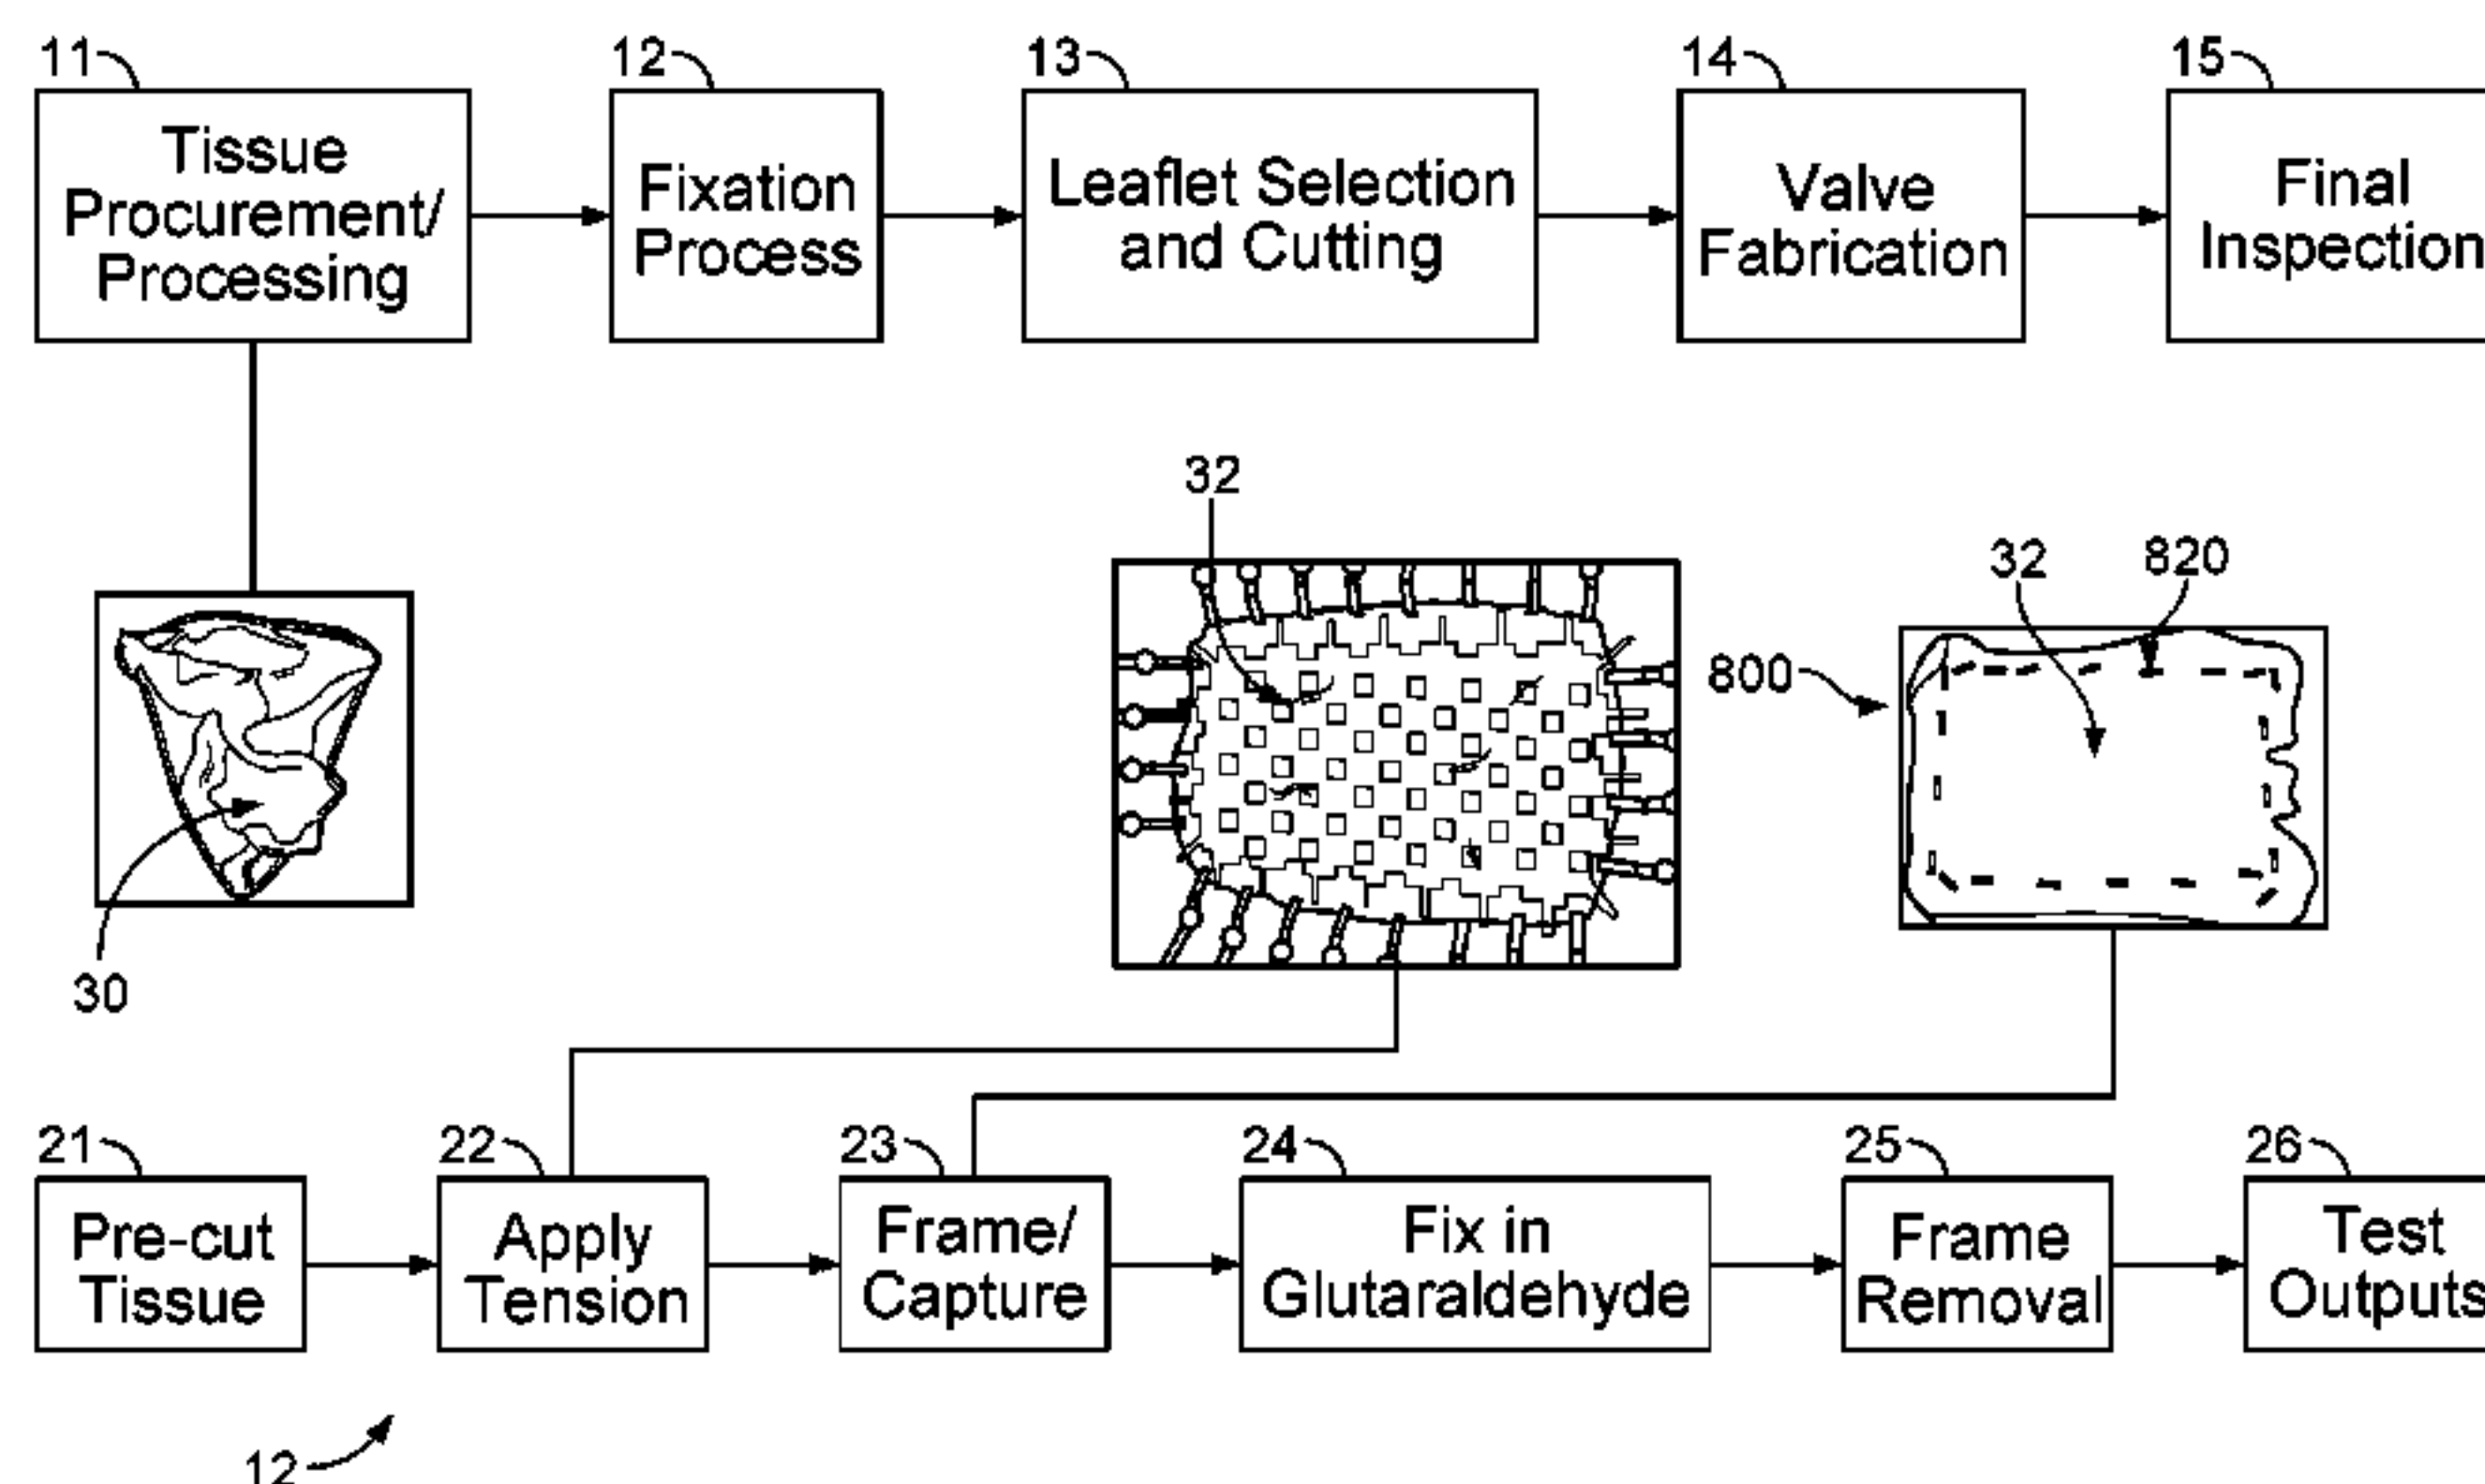 11
12
13
14
15
Tissue
Procurement/
Processing
Fixation
Process
Leaflet Selection
and Cutting
Valve
Fabrication
Final
Inspection
32
32
820
800
30
21
22
23
24
25
26
Pre-cut
Tissue
Apply
Tension
Frame/
Capture
Fix in
Glutaraldehyde
Frame
Removal
Test
Outputs
12